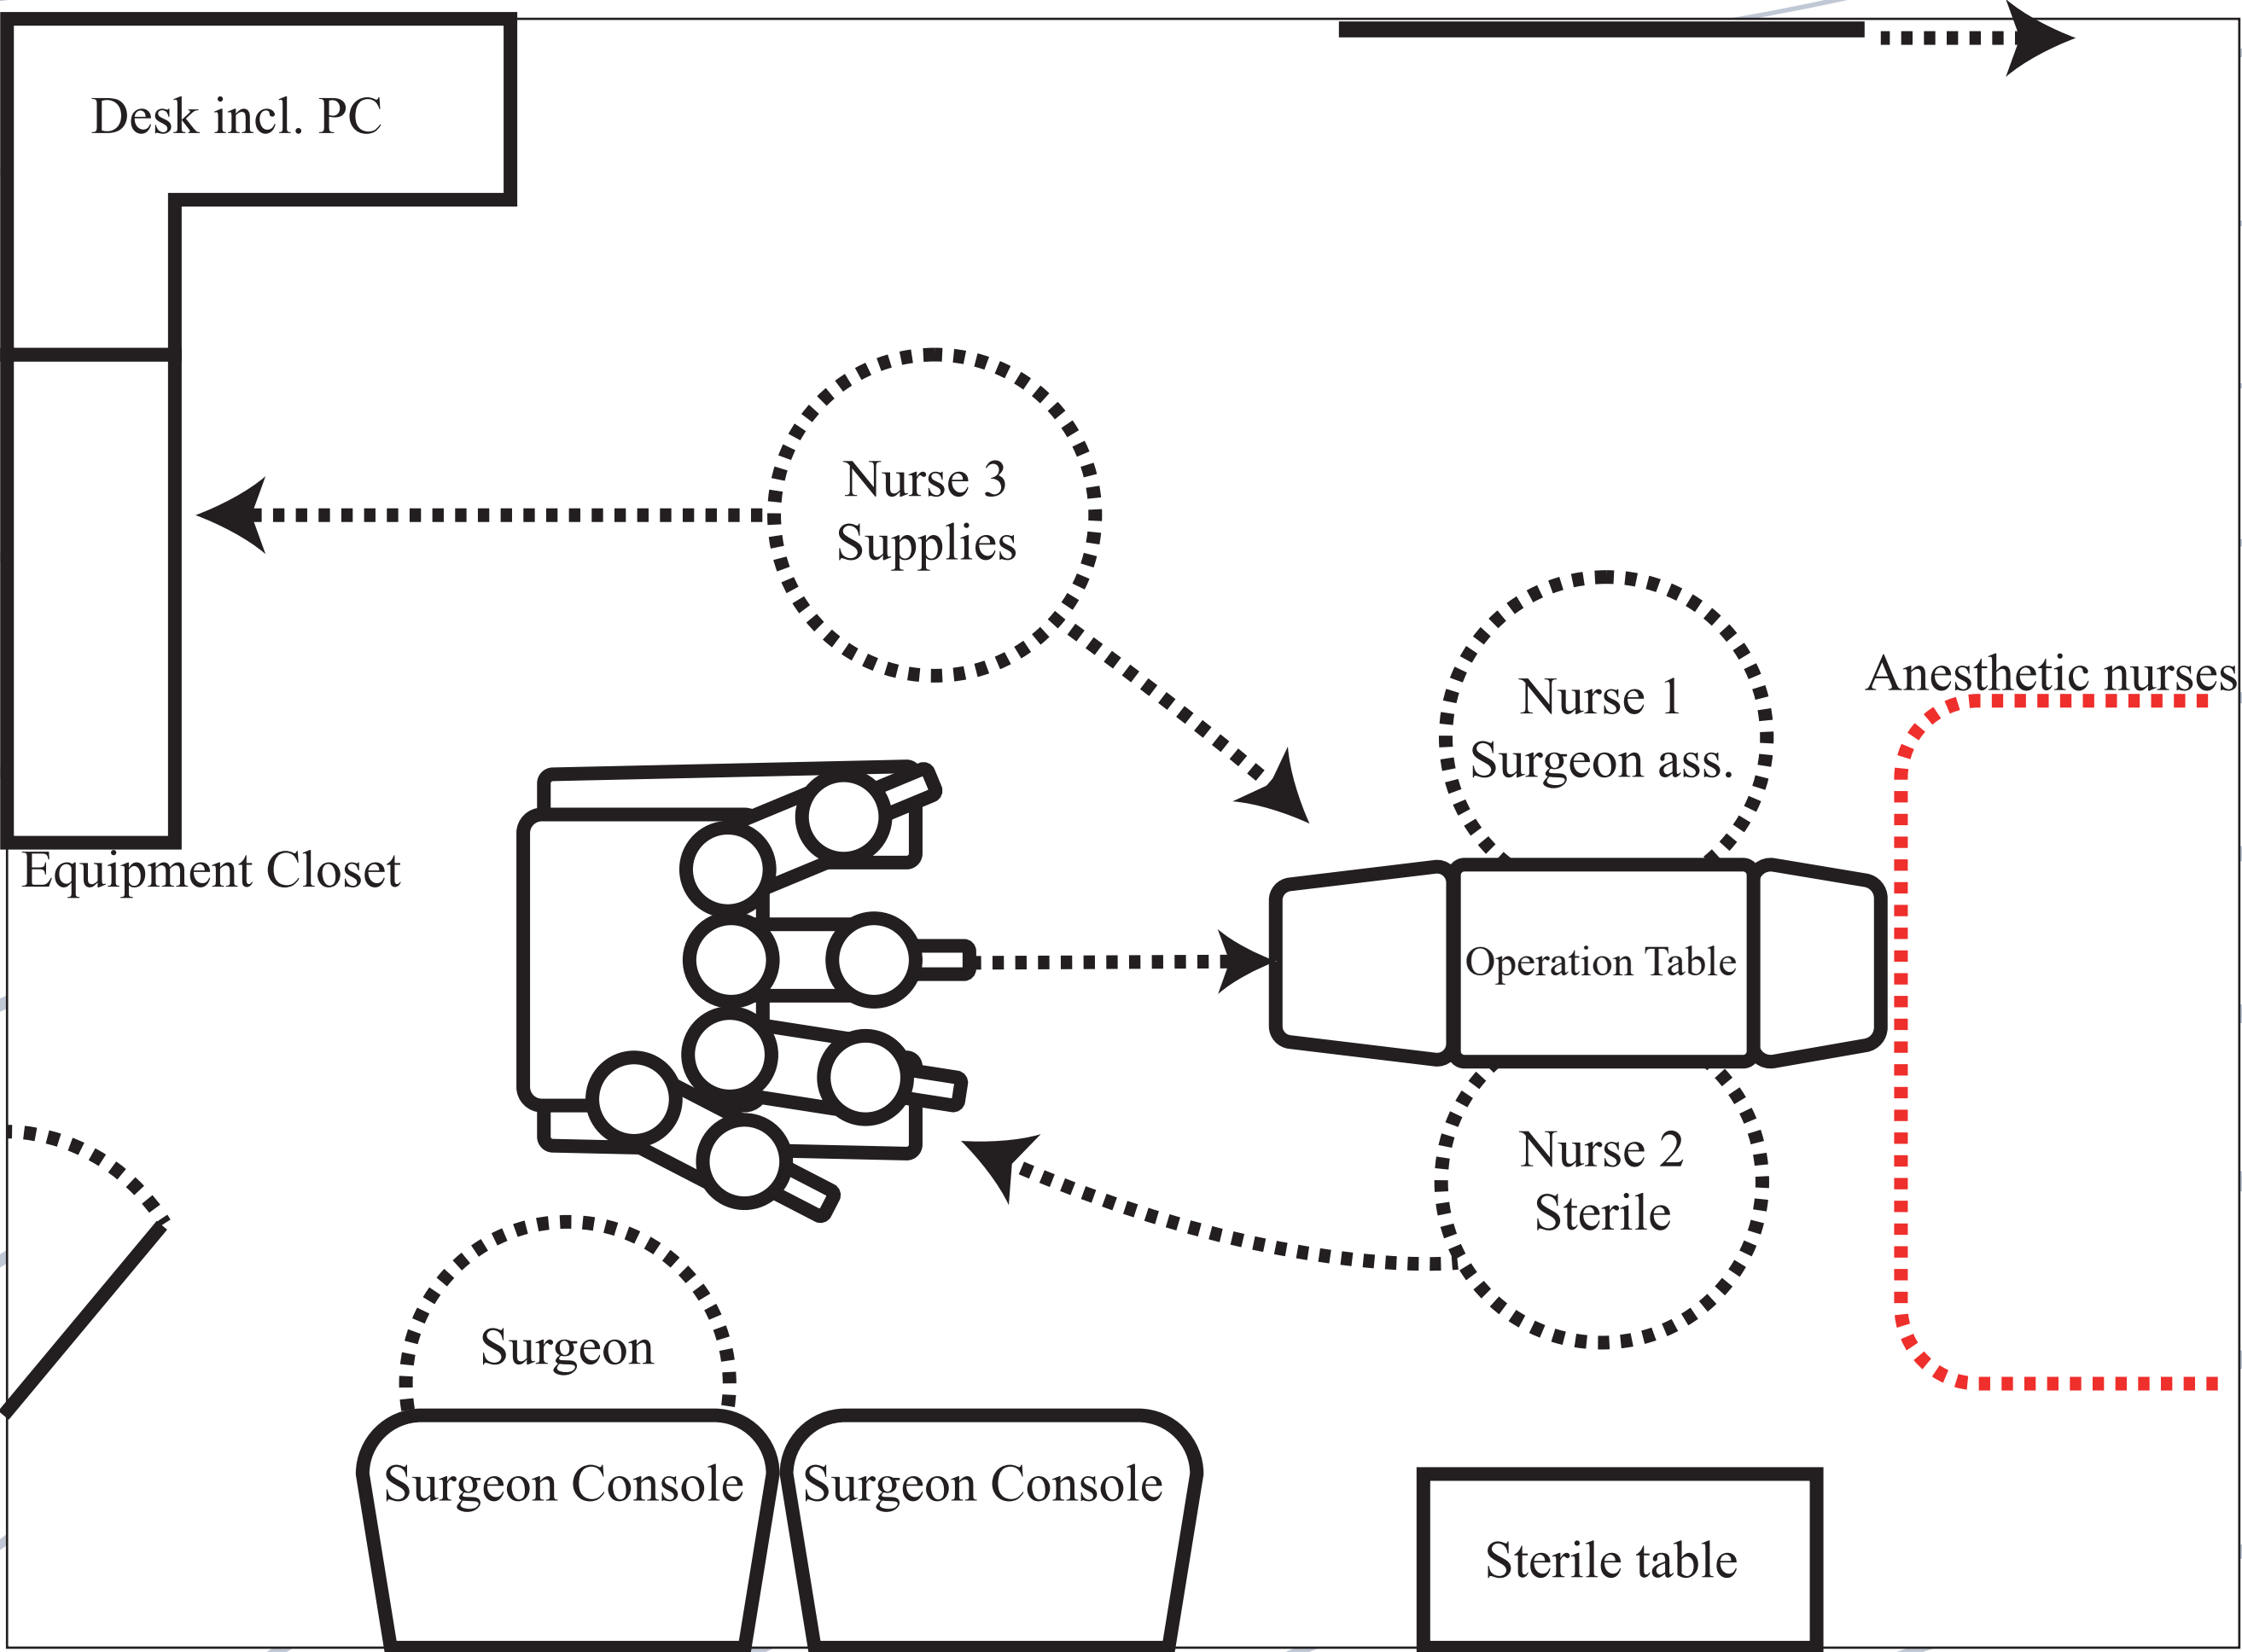 Desk incl. PC
Nurse 3
Supplies
Nurse 1
Surgeon ass.
Anesthetic nurses
Equipment Closet
Operation Table
Nurse 2
Sterile
Surgeon
Surgeon Console
Surgeon Console
Sterile table